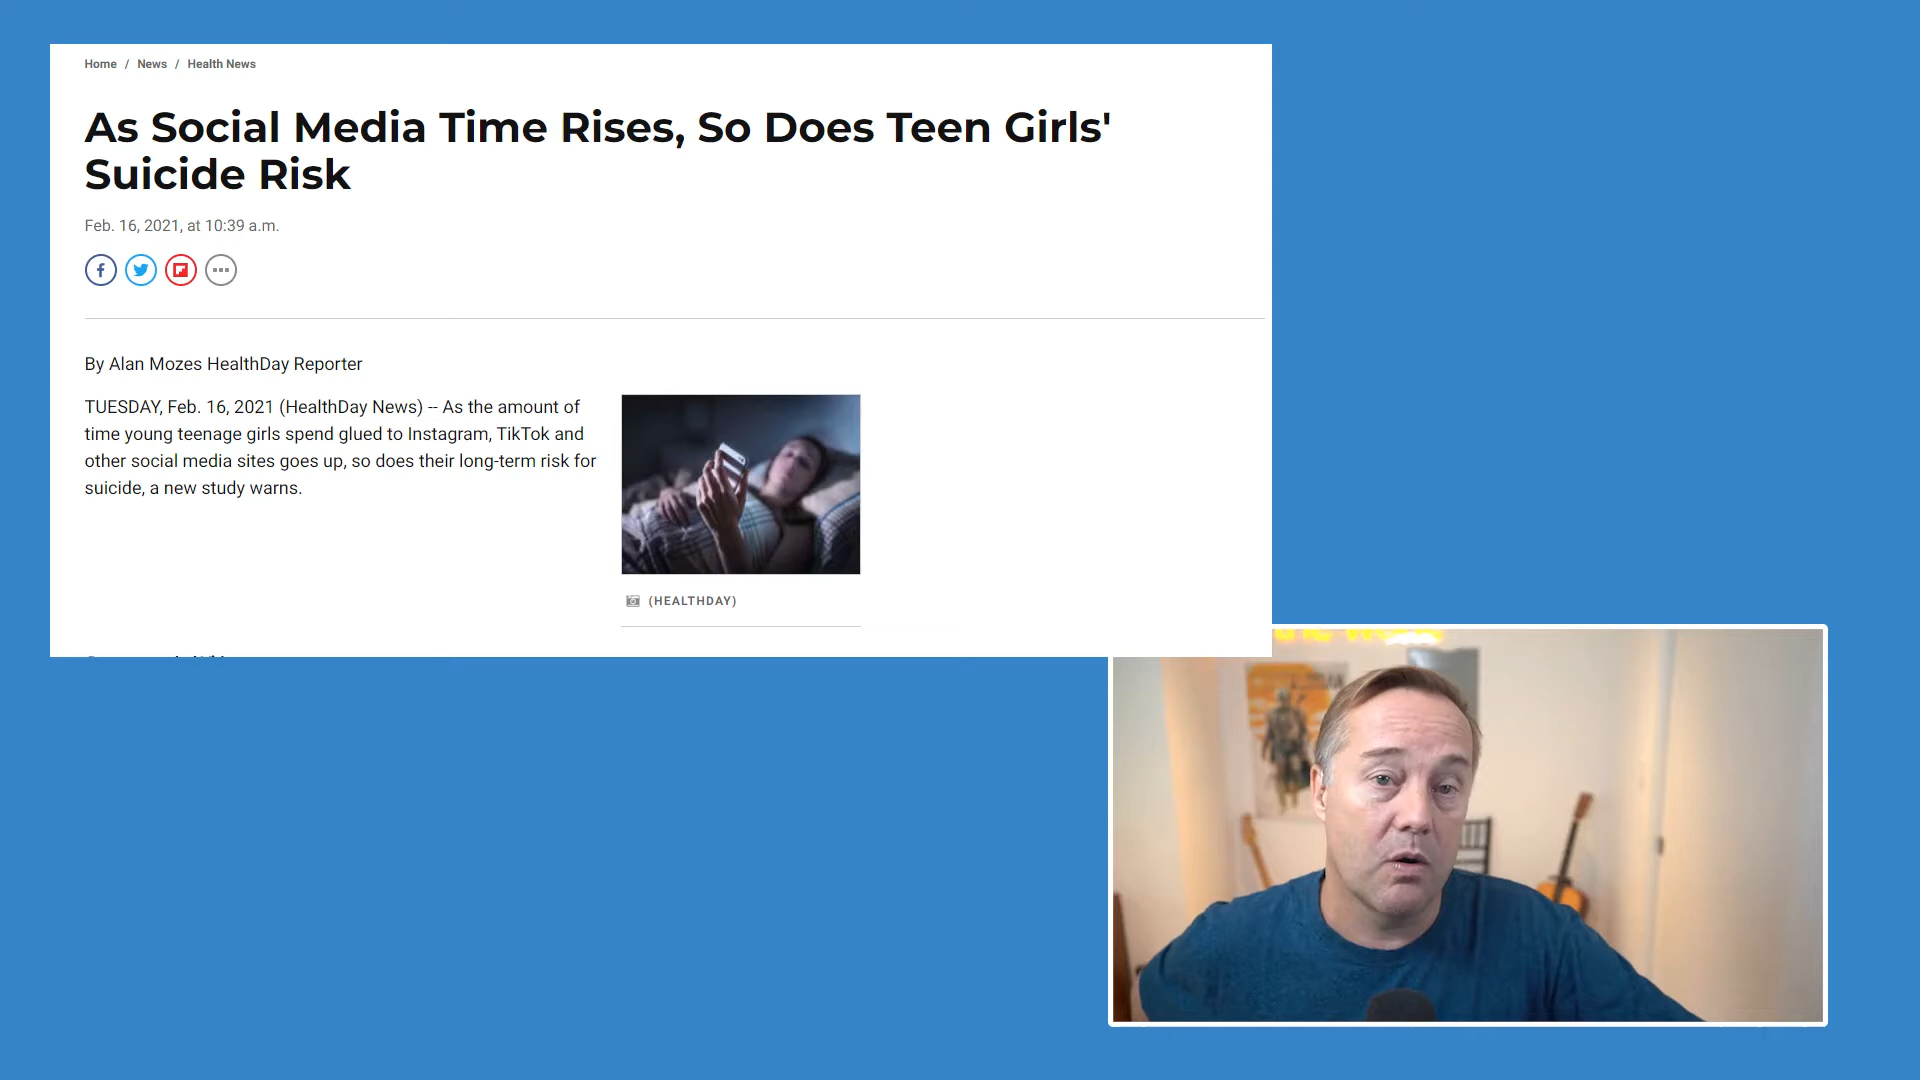 Home / News / Health News
As Social Media Time Rises, So Does Teen Girls'
Suicide Risk
Feb. 16, 2021, at 10:39 a.m.
By Alan Mozes HealthDay Reporter
TUESDAY, Feb. 16, 2021 (HealthDay News) -- As the amount of
time young teenage girls spend glued to Instagram, TikTok and
other social media sites goes up, so does their long-term risk for
suicide, a new study warns.
(HEALTHDAY)